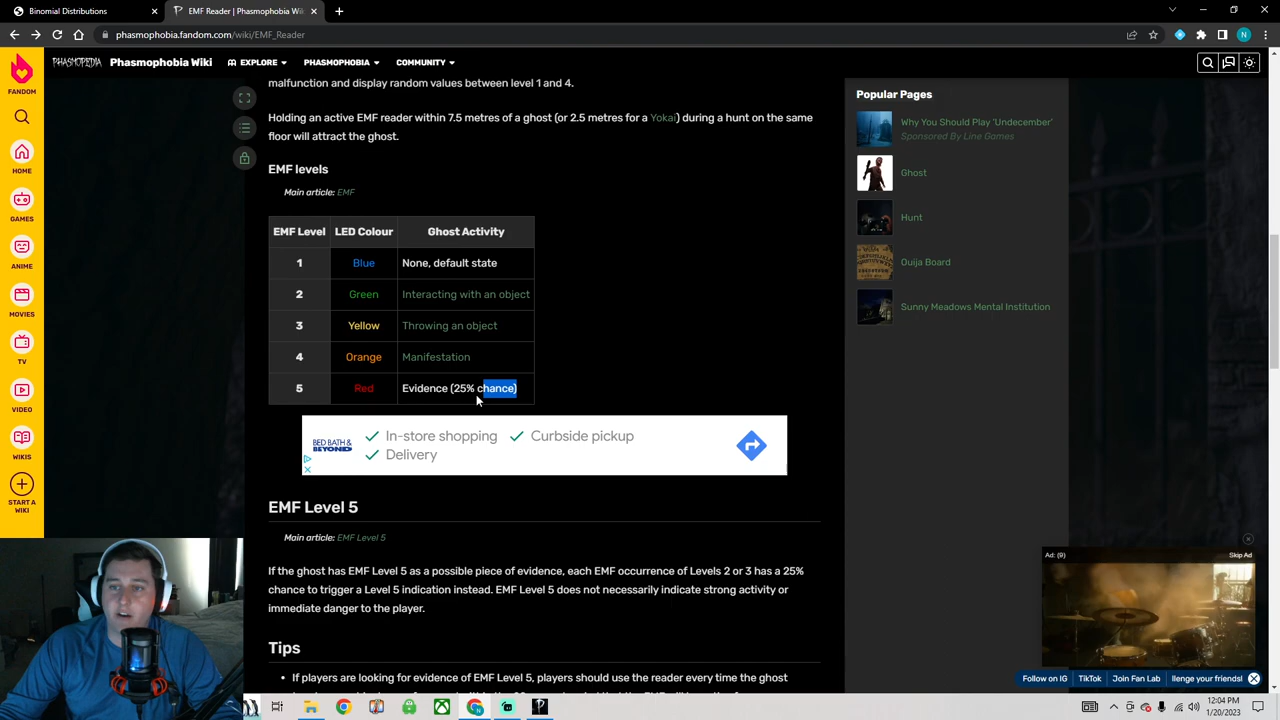 Binomial Distributions
EMF Reader | Phasmophobia Wiki
phasmophobia.fandom.com/wiki/EMF_Reader
N
FANDOM
HOME
GAMES
ANIME
MOVIES
TV
VIDEO
WIKIS
START A
WIKI
PHASMOPEDIA
Phasmophobia Wiki
EXPLORE
PHASMOPHOBIA
COMMUNITY
malfunction and display random values between level 1 and 4.
Holding an active EMF reader within 7.5 metres of a ghost (or 2.5 metres for a Yokai) during a hunt on the same
floor will attract the ghost.
EMF levels
Main article: EMF
EMF Level LED Colour Ghost Activity
1 Blue None, default state
2 Green Interacting with an object
3 Yellow Throwing an object
4 Orange Manifestation
5 Red Evidence (25% chance)
BED BATH &
BEYOND
In-store shopping Curbside pickup
Delivery
EMF Level 5
Main article: EMF Level 5
If the ghost has EMF Level 5 as a possible piece of evidence, each EMF occurrence of Levels 2 or 3 has a 25%
chance to trigger a Level 5 indication instead. EMF Level 5 does not necessarily indicate strong activity or
immediate danger to the player.
Tips
If players are looking for evidence of EMF Level 5, players should use the reader every time the ghost
Popular Pages
Why You Should Play 'Undecember'
Sponsored By Line Games
Ghost
Hunt
Ouija Board
Sunny Meadows Mental Institution
Ad: (9)
Skip Ad
Follow on IG
TikTok
Join Fan Lab
llenge your friends!
12:04 PM
1/20/2023